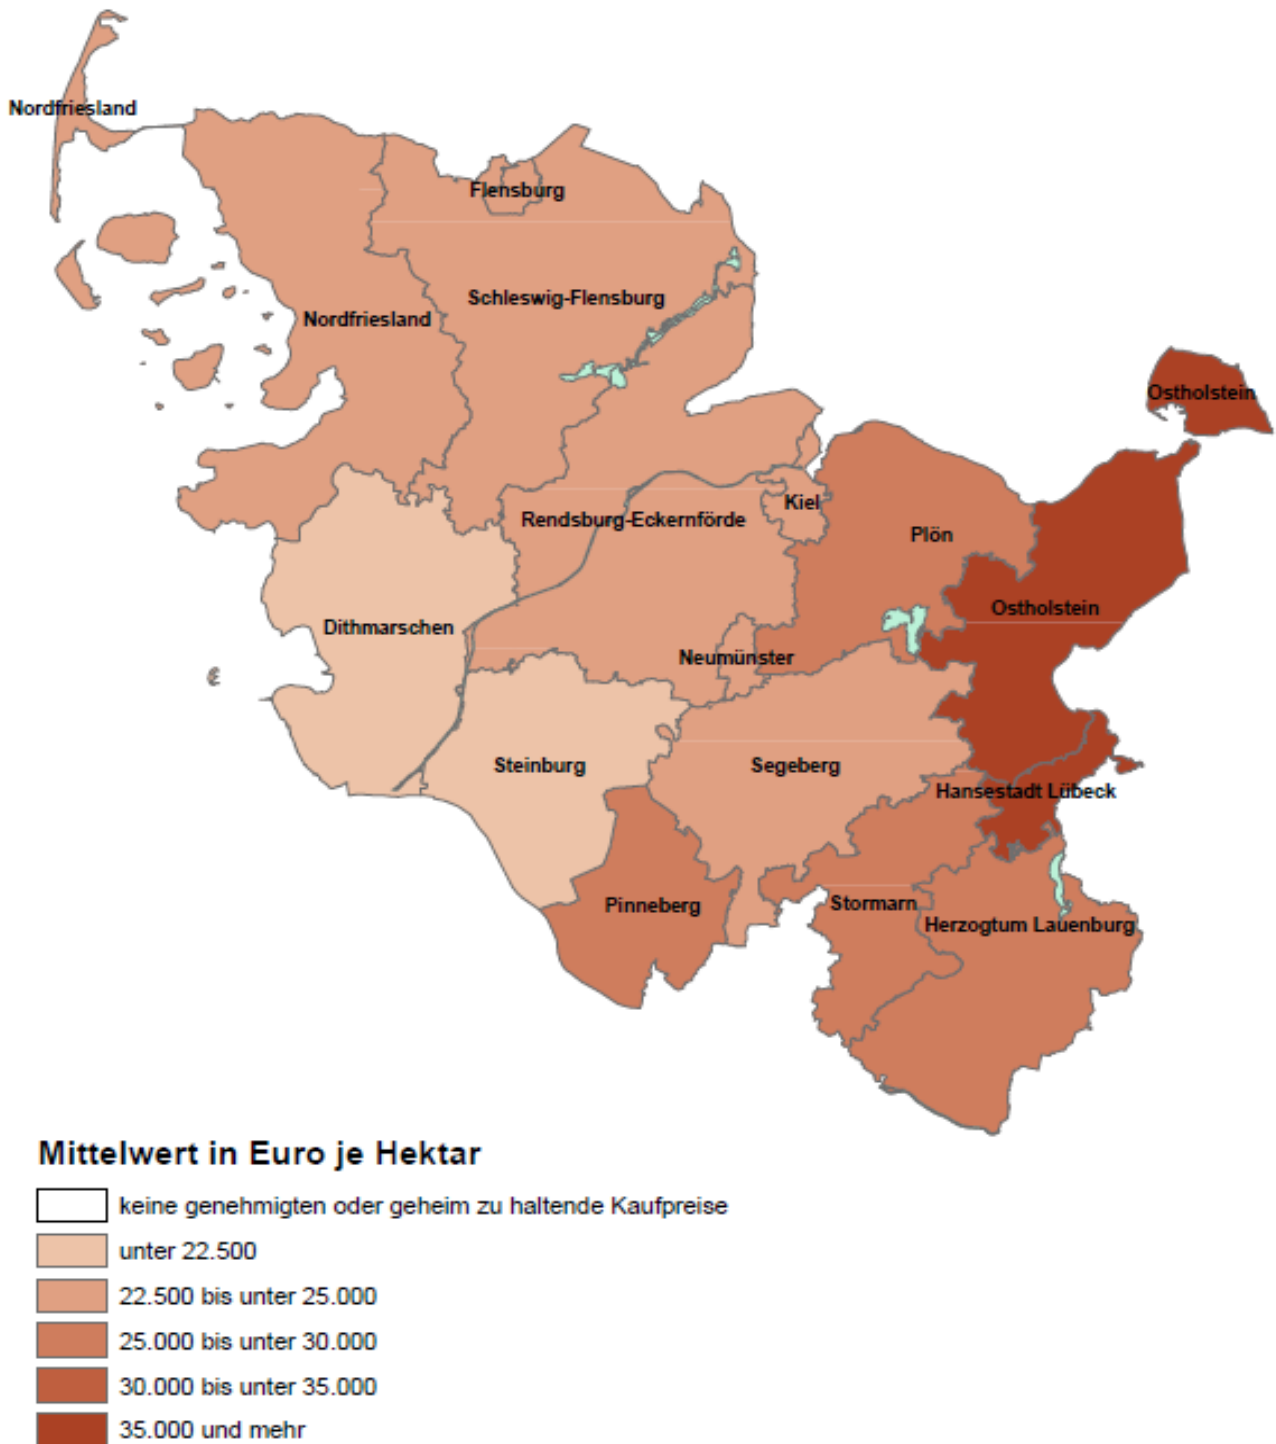 Nordfriesland
Flensburg
Schleswig-Flensburg
Nordfriesland
Ostholstein
Kiel
Rendsburg-Eckernförde
Plön
Ostholstein
Dithmarschen
Neumünster
Steinburg
Segeberg
Hansestadt Lübeck
Pinneberg
Stormarn
Herzogtum Lauenburg
Mittelwert in Euro je Hektar
keine genehmigten oder geheim zu haltende Kaufpreise
unter 22.500
22.500 bis unter 25.000
25.000 bis unter 30.000
30.000 bis unter 35.000
35.000 und mehr